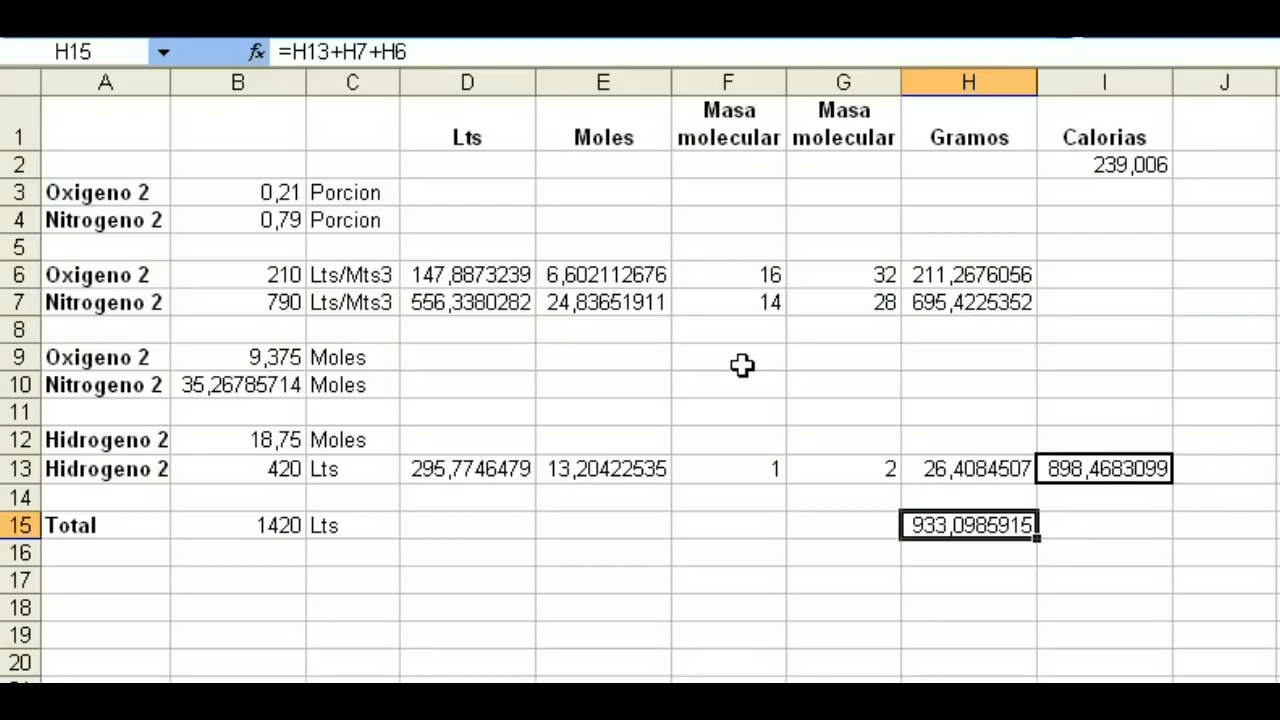 H15 fx =H13+H7+H6
A B C D E F G H I J
1 Lts Moles Masa molecular Masa molecular Gramos Calorias
2 239,006
3 Oxigeno 2 0,21 Porcion
4 Nitrogeno 2 0,79 Porcion
5
6 Oxigeno 2 210 Lts/Mts3 147,8873239 6,602112676 16 32 211,2676056
7 Nitrogeno 2 790 Lts/Mts3 556,3380282 24,83651911 14 28 695,4225352
8
9 Oxigeno 2 9,375 Moles
10 Nitrogeno 2 35,26785714 Moles
11
12 Hidrogeno 2 18,75 Moles
13 Hidrogeno 2 420 Lts 295,7746479 13,20422535 1 2 26,4084507 898,4683099
14
15 Total 1420 Lts 933,0985915
16
17
18
19
20